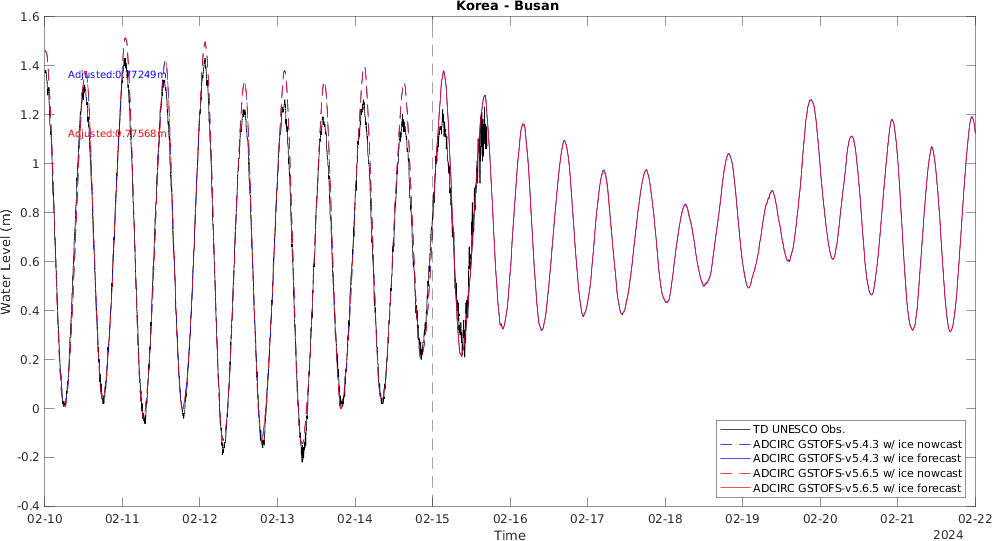 Korea - Busan
1.6
1.4
1.2
1
0.8
0.6
0.4
0.2
0
-0.2
-0.4
Water Level (m)
Adjusted:0.77249m
Adjusted:0.77568m
TD UNESCO Obs.
ADCIRC GSTOFS-v5.4.3 w/ ice nowcast
ADCIRC GSTOFS-v5.4.3 w/ ice forecast
ADCIRC GSTOFS-v5.6.5 w/ ice nowcast
ADCIRC GSTOFS-v5.6.5 w/ ice forecast
02-10 02-11 02-12 02-13 02-14 02-15 02-16 02-17 02-18 02-19 02-20 02-21 02-22
Time
2024